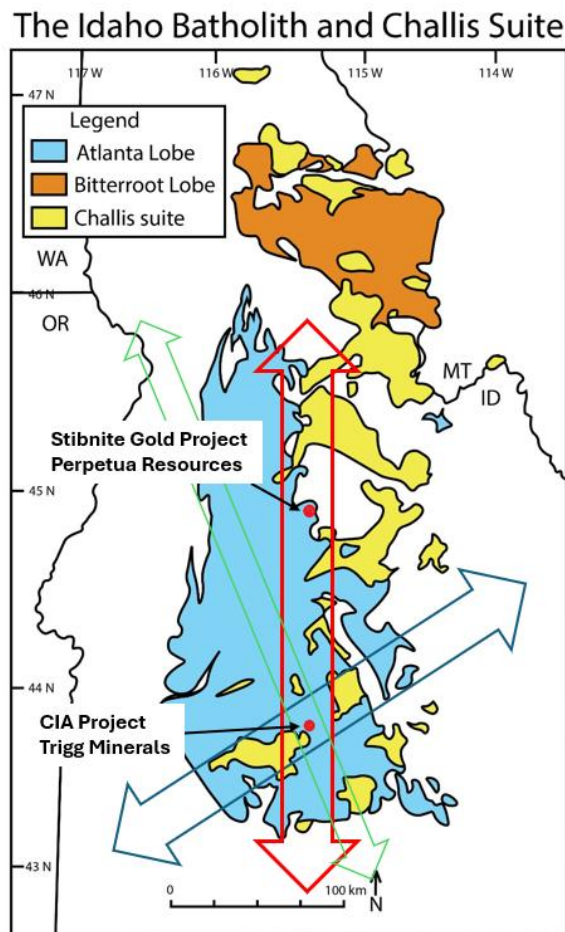 The Idaho Batholith and Challis Suite
117 W
116 W
115 W
114 W
47 N
Legend
Atlanta Lobe
Bitterroot Lobe
Challis suite
WA
46 N
OR
MT
ID
Stibnite Gold Project
Perpetua Resources
45 N
44 N
CIA Project
Trigg Minerals
43 N
0
100 km
N